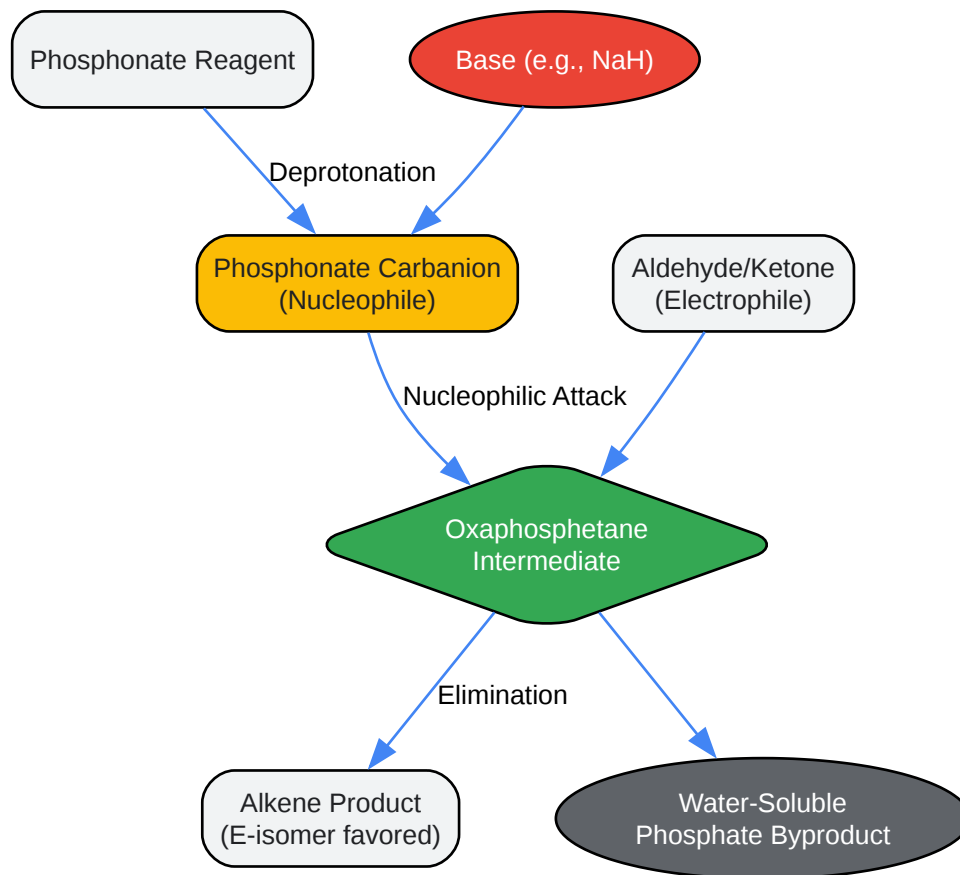 Phosphonate Reagent
Base (e.g., NaH)
Deprotonation
Phosphonate Carbanion
(Nucleophile)
Aldehyde/Ketone
(Electrophile)
Nucleophilic Attack
Oxaphosphetane
Intermediate
Elimination
Alkene Product
(E-isomer favored)
Water-Soluble
Phosphate Byproduct